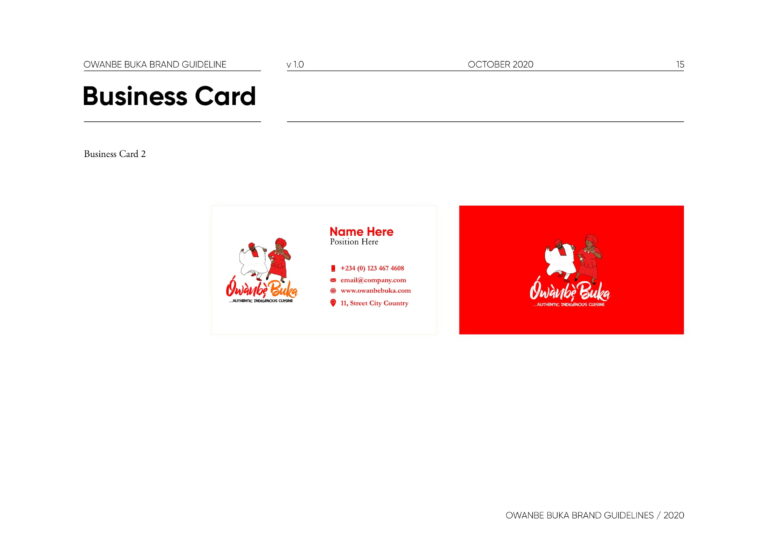 OWANBE BUKA BRAND GUIDELINE
v 1.0
OCTOBER 2020
15
Business Card
Business Card 2
Ówàńbẹ̀ Buka
...AUTHENTIC, INDIGENOUS CUISINE
Name Here
Position Here
+234 (0) 123 467 4608
email@company.com
www.owanbebuka.com
11, Street City Country
Ówàńbẹ̀ Buka
...AUTHENTIC, INDIGENOUS CUISINE
OWANBE BUKA BRAND GUIDELINES / 2020